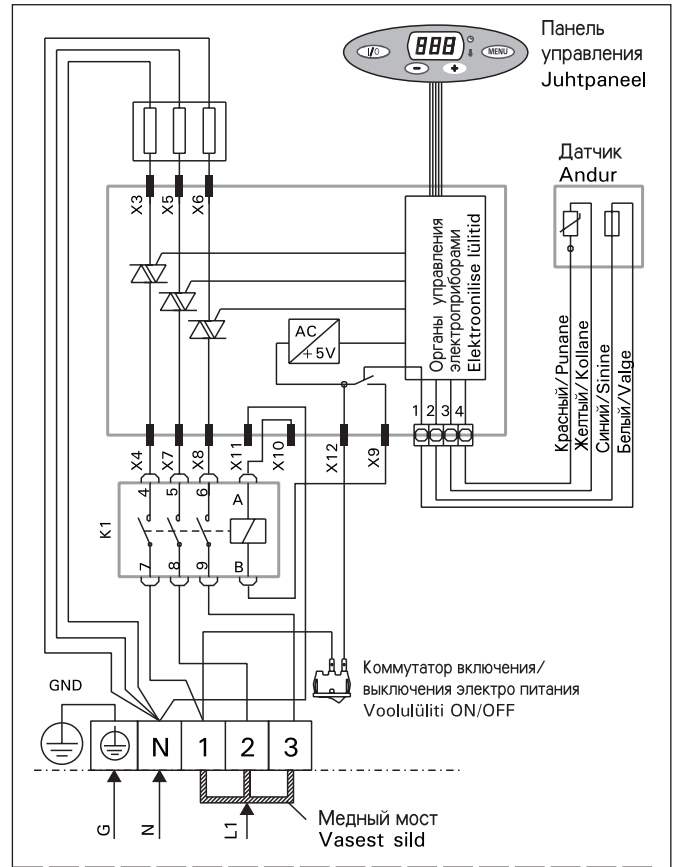 Панель
управления
Juhtpaneel
I/O
888
MENU
Датчик
Andur
X3
X5
X6
AC
+5V
Органы управления
электроприборами
Elektroonilise lülitid
Красный/Punane
Желтый/Kollane
Синий/Sinine
Белый/Valge
1 2 3 4
X4
X7
X8
X11
X10
X12
X9
K1
4
5
6
A
7
8
9
B
Коммутатор включения/
выключения электро питания
Voolulüliti ON/OFF
GND
N 1 2 3
G
N
L1
Медный мост
Vasest sild